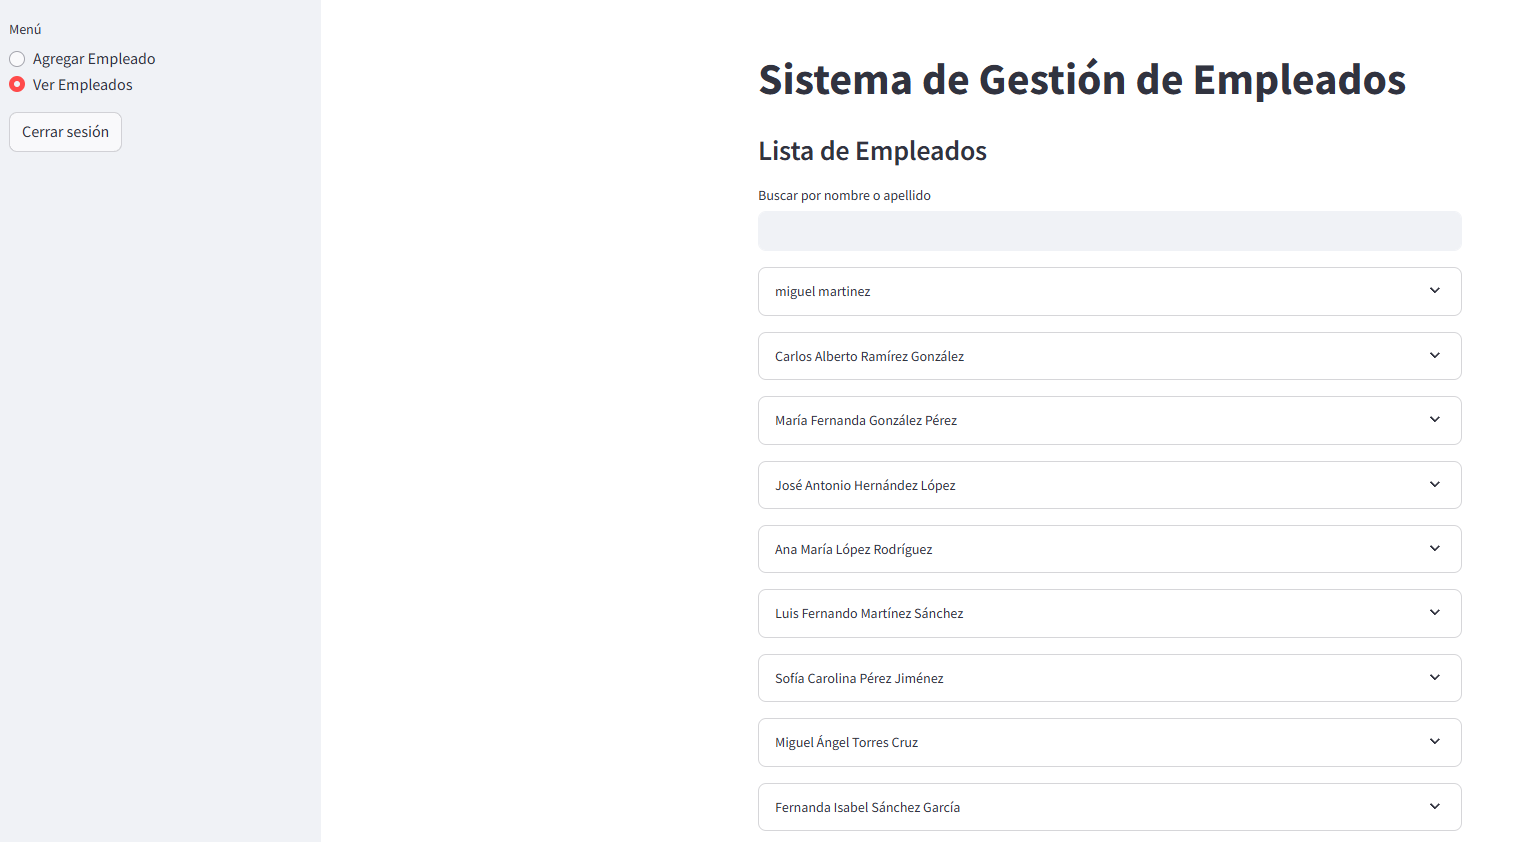 Menú
Agregar Empleado
Ver Empleados
Cerrar sesión
Sistema de Gestión de Empleados
Lista de Empleados
Buscar por nombre o apellido
miguel martinez
Carlos Alberto Ramírez González
María Fernanda González Pérez
José Antonio Hernández López
Ana María López Rodríguez
Luis Fernando Martínez Sánchez
Sofía Carolina Pérez Jiménez
Miguel Ángel Torres Cruz
Fernanda Isabel Sánchez García